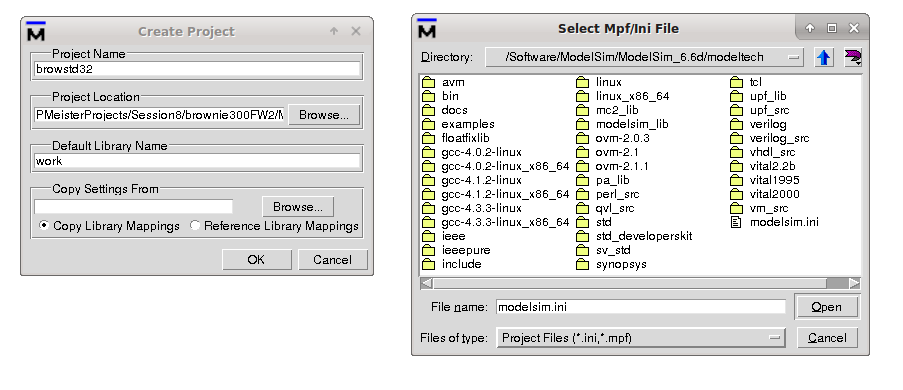 Create Project
Project Name
browstd32
Project Location
PMeisterProjects/Session8/brownie300FW2/
Browse...
Default Library Name
work
Copy Settings From
Browse...
Copy Library Mappings
Reference Library Mappings
OK
Cancel
Select Mpf/Ini File
Directory:
/Software/ModelSim/ModelSim_6.6d/modeltech
avm
bin
docs
examples
floatfixlib
gcc-4.0.2-linux
gcc-4.0.2-linux_x86_64
gcc-4.1.2-linux
gcc-4.1.2-linux_x86_64
gcc-4.3.3-linux
gcc-4.3.3-linux_x86_64
ieee
ieeepure
include
linux
linux_x86_64
mc2_lib
modelsim_lib
ovm-2.0.3
ovm-2.1
ovm-2.1.1
pa_lib
perl_src
qvl_src
std
std_developerskit
sv_std
synopsys
tcl
upf_lib
upf_src
verilog
verilog_src
vhdl_src
vital2.2b
vital1995
vital2000
vm_src
modelsim.ini
File name:
modelsim.ini
Open
Files of type:
Project Files (*.ini,*.mpf)
Cancel